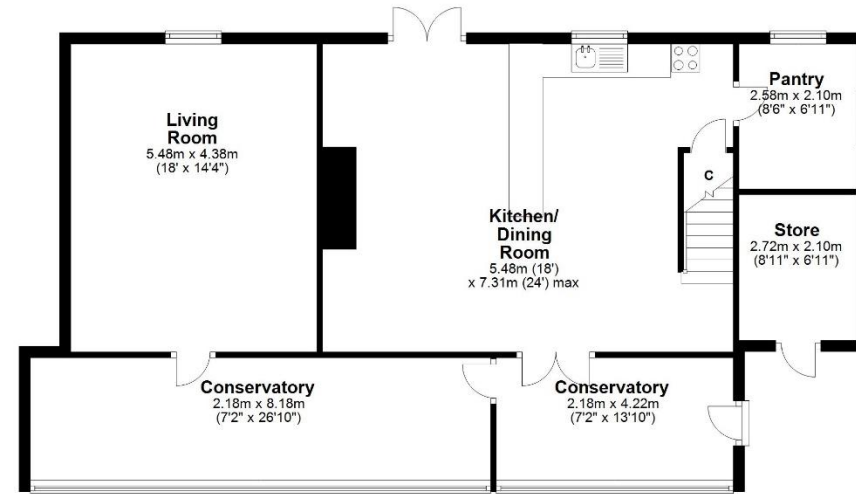 Living
Room
5.48m x 4.38m
(18' x 14'4")
Pantry
2.58m x 2.10m
(8'6" x 6'11")
C
Kitchen/
Dining
Room
5.48m (18')
x 7.31m (24') max
Store
2.72m x 2.10m
(8'11" x 6'11")
Conservatory
2.18m x 8.18m
(7'2" x 26'10")
Conservatory
2.18m x 4.22m
(7'2" x 13'10")